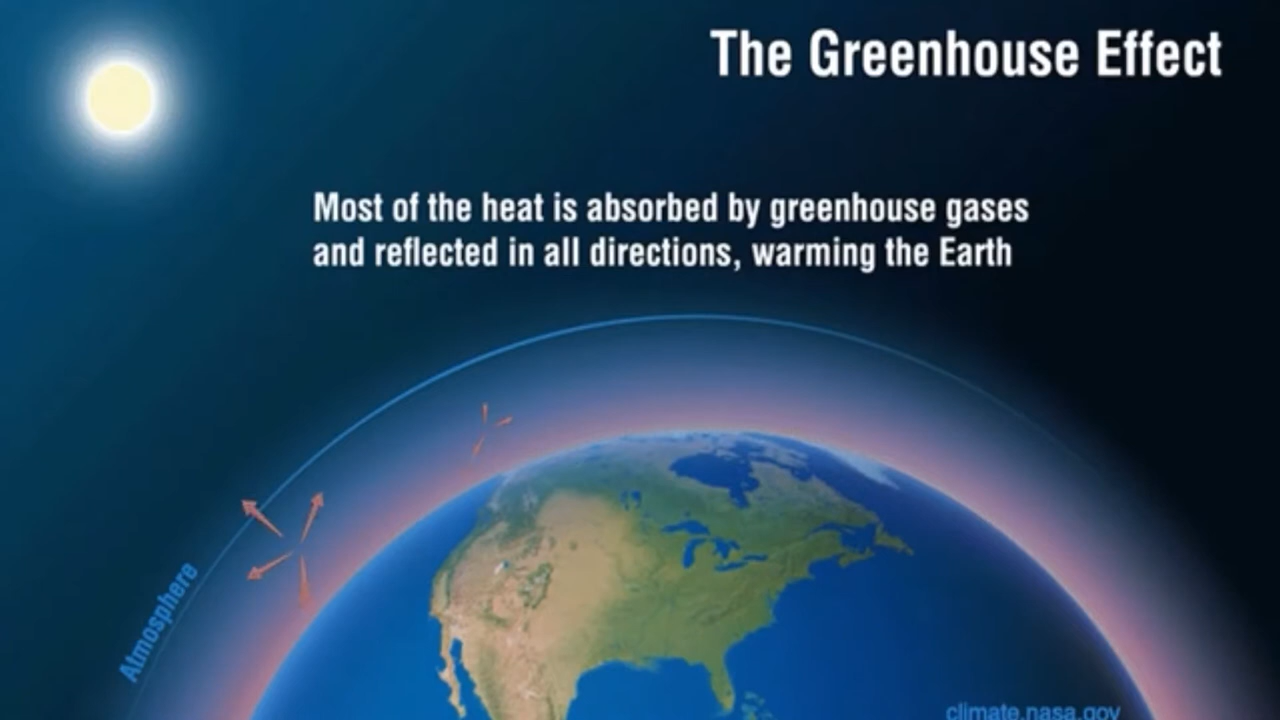 The Greenhouse Effect
Most of the heat is absorbed by greenhouse gases
and reflected in all directions, warming the Earth
Atmosphere
climate.nasa.gov